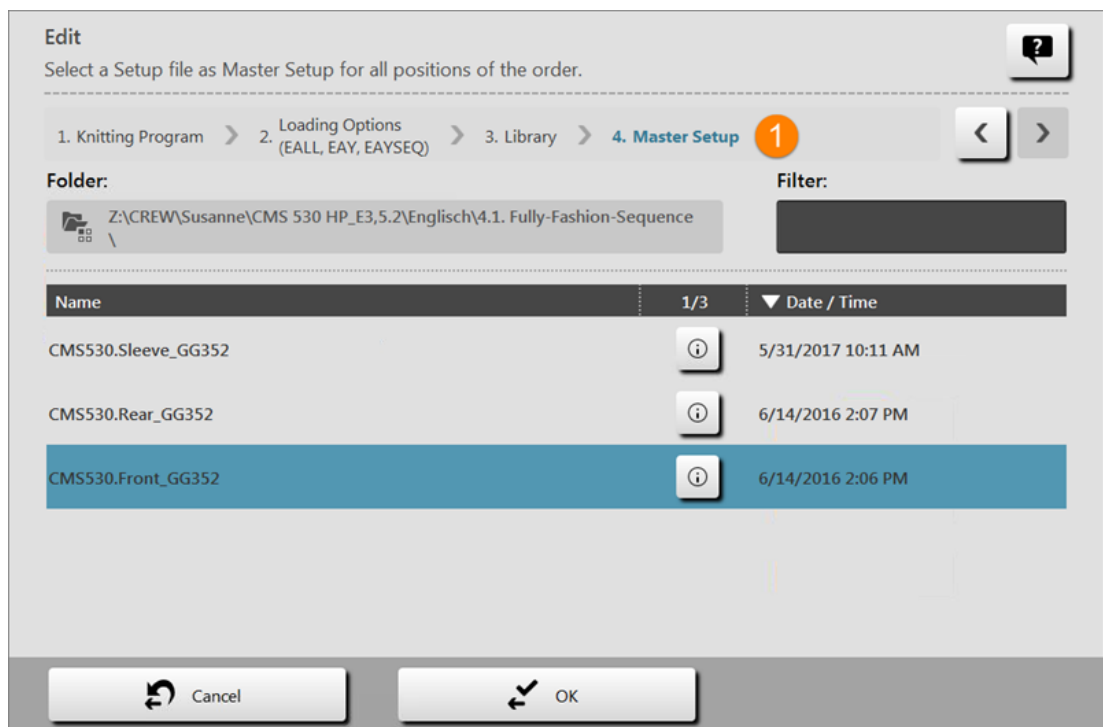 Edit
?
Select a Setup file as Master Setup for all positions of the order.
1. Knitting Program > 2. Loading Options
(EALL, EAY, EAYSEQ) > 3. Library > 4. Master Setup 1 < >
Folder: Filter:
Z:\CREW\Susanne\CMS 530 HP_E3,5.2\Englisch\4.1. Fully-Fashion-Sequence
\
Name 1/3 ▼ Date / Time
CMS530.Sleeve_GG352 5/31/2017 10:11 AM
CMS530.Rear_GG352 6/14/2016 2:07 PM
CMS530.Front_GG352 6/14/2016 2:06 PM
Cancel OK